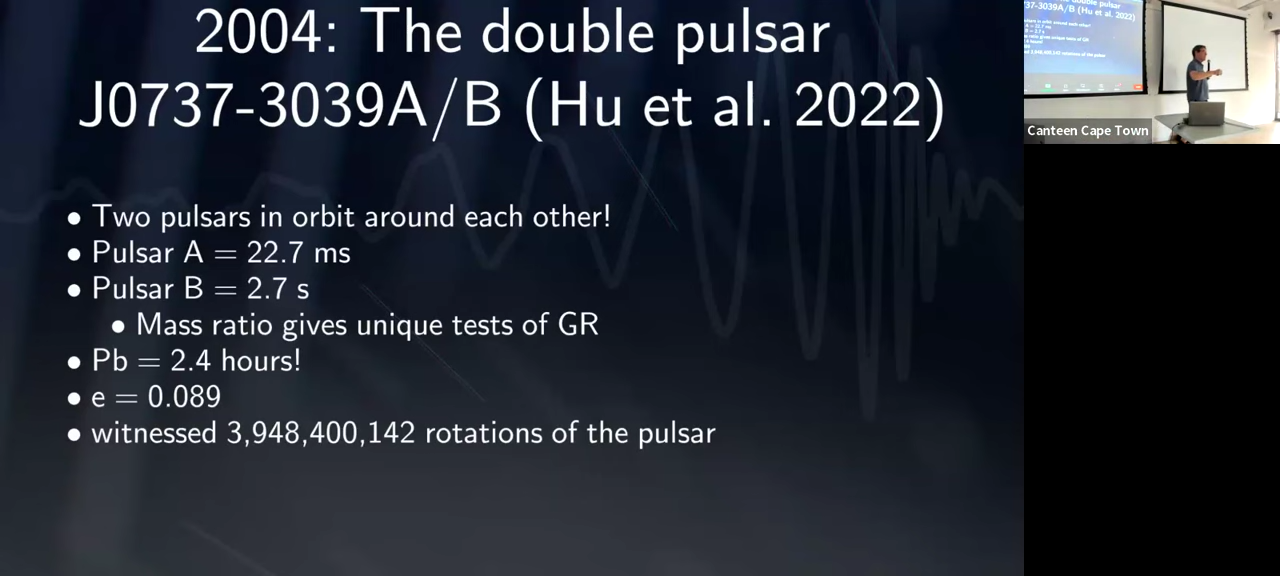 2004: The double pulsar
J0737-3039A/B (Hu et al. 2022)
• Two pulsars in orbit around each other!
• Pulsar A = 22.7 ms
• Pulsar B = 2.7 s
• Mass ratio gives unique tests of GR
• Pb = 2.4 hours!
• e = 0.089
• witnessed 3,948,400,142 rotations of the pulsar
Canteen Cape Town